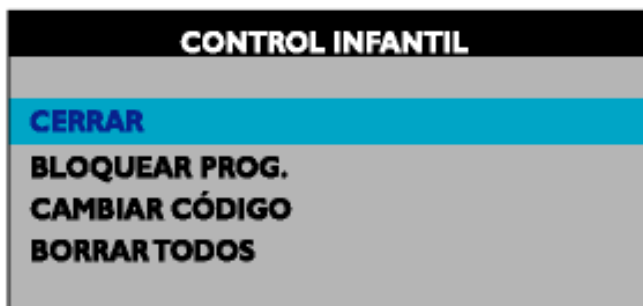 CONTROL INFANTIL
CERRAR
BLOQUEAR PROG.
CAMBIAR CÓDIGO
BORRAR TODOS